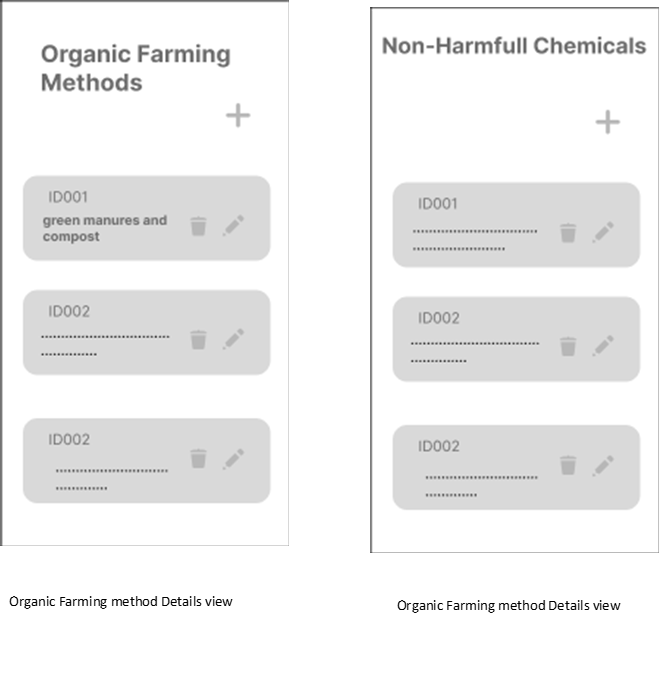 Organic Farming
Methods
ID001
green manures and
compost
ID002
ID002
Organic Farming method Details view
Non-Harmfull Chemicals
ID001
ID002
ID002
Organic Farming method Details view